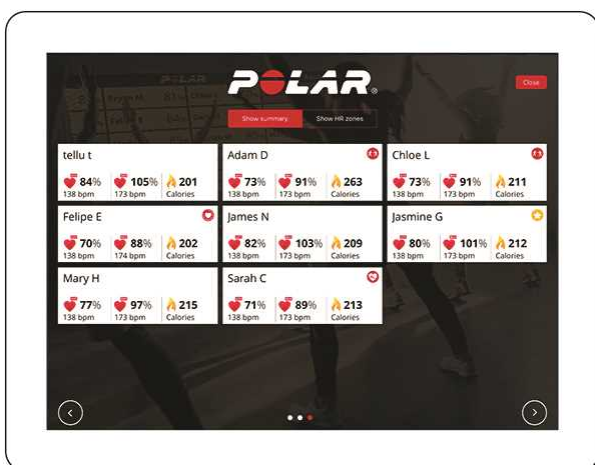 POLAR
Close
Show summary
Show HR zones
tellu t
84% 105% 201
138 bpm 173 bpm Calories
Adam D
73% 91% 263
138 bpm 173 bpm Calories
Chloe L
73% 91% 211
138 bpm 173 bpm Calories
Felipe E
70% 88% 202
138 bpm 174 bpm Calories
James N
82% 103% 209
138 bpm 173 bpm Calories
Jasmine G
80% 101% 212
138 bpm 173 bpm Calories
Mary H
77% 97% 215
138 bpm 173 bpm Calories
Sarah C
71% 89% 213
138 bpm 173 bpm Calories